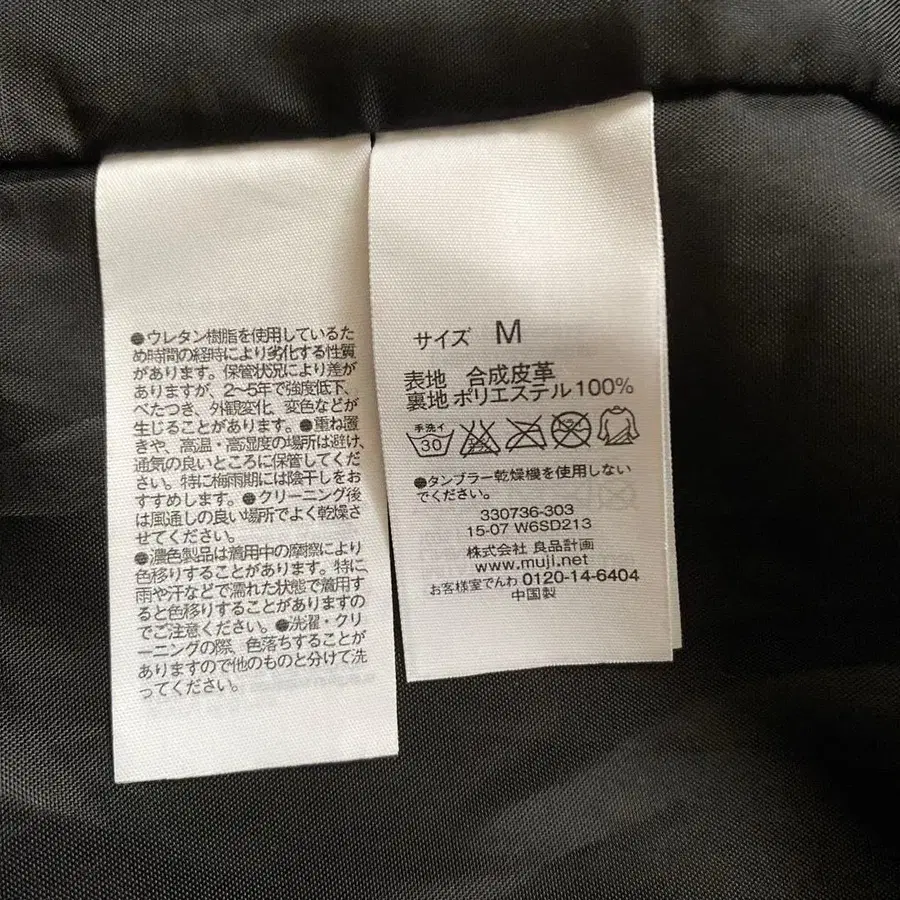 ●ウレタン樹脂を使用しているた
め時間の経時により劣化する性質
があります。保管状況により差が
ありますが、2〜5年で強度低下、
べたつき、外観変化、変色などが
生じることがあります。●重ね置
きや、高温・高湿度の場所は避け、
通気の良いところに保管してくだ
さい。特に梅雨期には陰干しをお
すすめします。●クリーニング後
は風通しの良い場所でよく乾燥さ
せてください。
●濃色製品は着用中の摩擦により
色移りすることがあります。特に、
雨や汗などで濡れた状態で着用す
ると色移りすることがありますの
でご注意ください。●洗濯・クリ
ーニングの際、色落ちすることが
ありますので他のものと分けて洗
ってください。
サイズ M
表地 合成皮革
裏地 ポリエステル100%
手洗イ
30
●タンブラー乾燥機を使用しない
でください。
330736-303
15-07 W6SD213
株式会社 良品計画
www.muji.net
お客様室でんわ 0120-14-6404
中国製